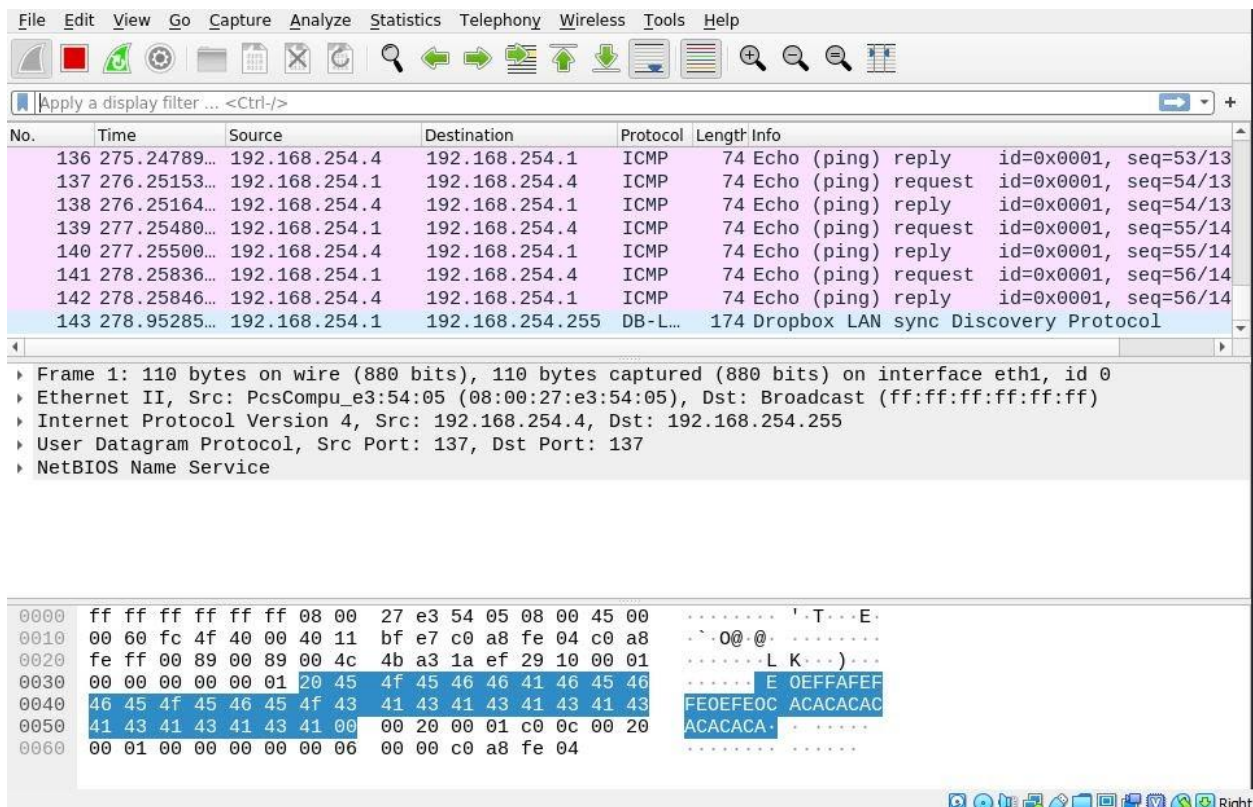 File Edit View Go Capture Analyze Statistics Telephony Wireless Tools Help
Apply a display filter ... <Ctrl-/>
No. Time Source Destination Protocol Length Info
136 275.24789… 192.168.254.4 192.168.254.1 ICMP 74 Echo (ping) reply id=0x0001, seq=53/13
137 276.25153… 192.168.254.1 192.168.254.4 ICMP 74 Echo (ping) request id=0x0001, seq=54/13
138 276.25164… 192.168.254.4 192.168.254.1 ICMP 74 Echo (ping) reply id=0x0001, seq=54/13
139 277.25480… 192.168.254.1 192.168.254.4 ICMP 74 Echo (ping) request id=0x0001, seq=55/14
140 277.25500… 192.168.254.4 192.168.254.1 ICMP 74 Echo (ping) reply id=0x0001, seq=55/14
141 278.25836… 192.168.254.1 192.168.254.4 ICMP 74 Echo (ping) request id=0x0001, seq=56/14
142 278.25846… 192.168.254.4 192.168.254.1 ICMP 74 Echo (ping) reply id=0x0001, seq=56/14
143 278.95285… 192.168.254.1 192.168.254.255 DB-L… 174 Dropbox LAN sync Discovery Protocol
Frame 1: 110 bytes on wire (880 bits), 110 bytes captured (880 bits) on interface eth1, id 0
Ethernet II, Src: PcsCompu_e3:54:05 (08:00:27:e3:54:05), Dst: Broadcast (ff:ff:ff:ff:ff:ff)
Internet Protocol Version 4, Src: 192.168.254.4, Dst: 192.168.254.255
User Datagram Protocol, Src Port: 137, Dst Port: 137
NetBIOS Name Service
0000 ff ff ff ff ff ff 08 00 27 e3 54 05 08 00 45 00 ········ '·T···E·
0010 00 60 fc 4f 40 00 40 11 bf e7 c0 a8 fe 04 c0 a8 ·`·O@·@· ········
0020 fe ff 00 89 00 89 00 4c 4b a3 1a ef 29 10 00 01 ·······L K···)···
0030 00 00 00 00 00 01 20 45 4f 45 46 46 41 46 45 46 ······ E OEFFAFEF
0040 46 45 4f 45 46 45 4f 43 41 43 41 43 41 43 41 43 FEOEFEOC ACACACAC
0050 41 43 41 43 41 43 41 00 00 20 00 01 c0 0c 00 20 ACACACA· · ·····
0060 00 01 00 00 00 00 00 06 00 00 c0 a8 fe 04 ········ ······
Right